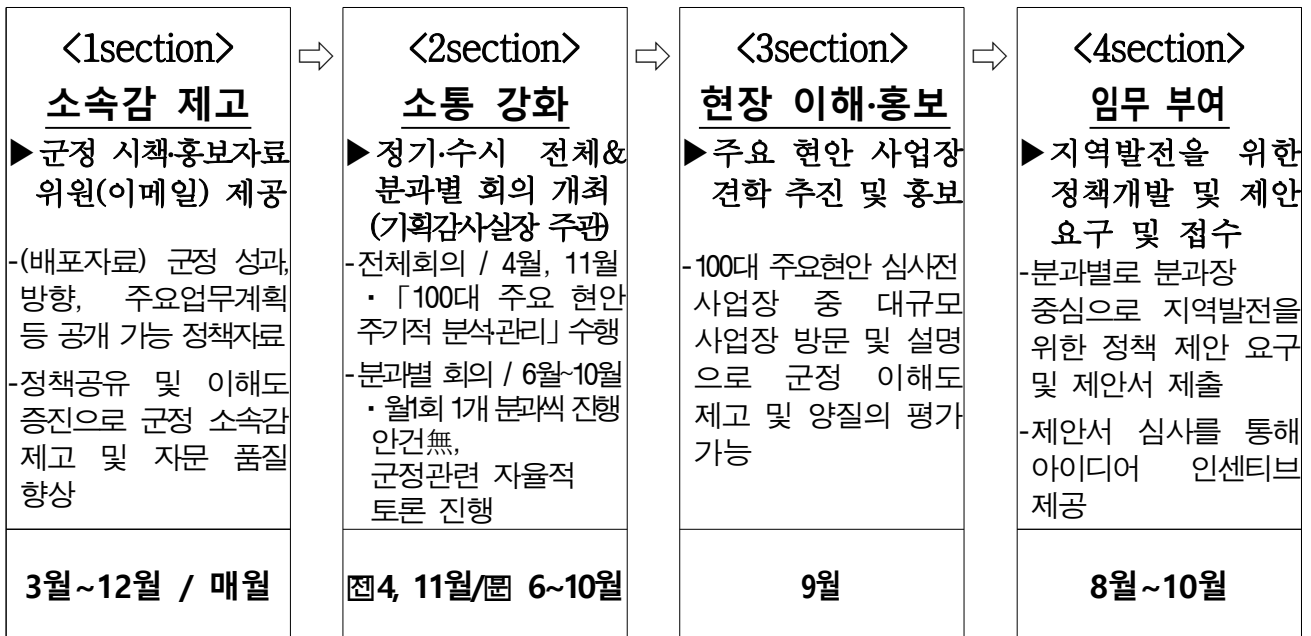 <1section>
소속감 제고
▶군정 시책·홍보자료
위원(이메일) 제공
-(배포자료) 군정 성과,
방향, 주요업무계획
등 공개 가능 정책자료
-정책공유 및 이해도
증진으로 군정 소속감
제고 및 자문 품질
향상
3월~12월 / 매월
⇨
<2section>
소통 강화
▶정기·수시 전체&
분과별 회의 개최
(기획감사실장 주관)
-전체회의 / 4월, 11월
·「100대 주요 현안
주기적 분석·관리」 수행
-분과별 회의 / 6월~10월
·월1회 1개 분과씩 진행
안건無,
군정관련 자율적
토론 진행
전4, 11월/분 6~10월
⇨
<3section>
현장 이해·홍보
▶주요 현안 사업장
견학 추진 및 홍보
-100대 주요현안 심사전
사업장 중 대규모
사업장 방문 및 설명
으로 군정 이해도
제고 및 양질의 평가
가능
9월
⇨
<4section>
임무 부여
▶지역발전을 위한
정책개발 및 제안
요구 및 접수
-분과별로 분과장
중심으로 지역발전을
위한 정책 제안 요구
및 제안서 제출
-제안서 심사를 통해
아이디어 인센티브
제공
8월~10월